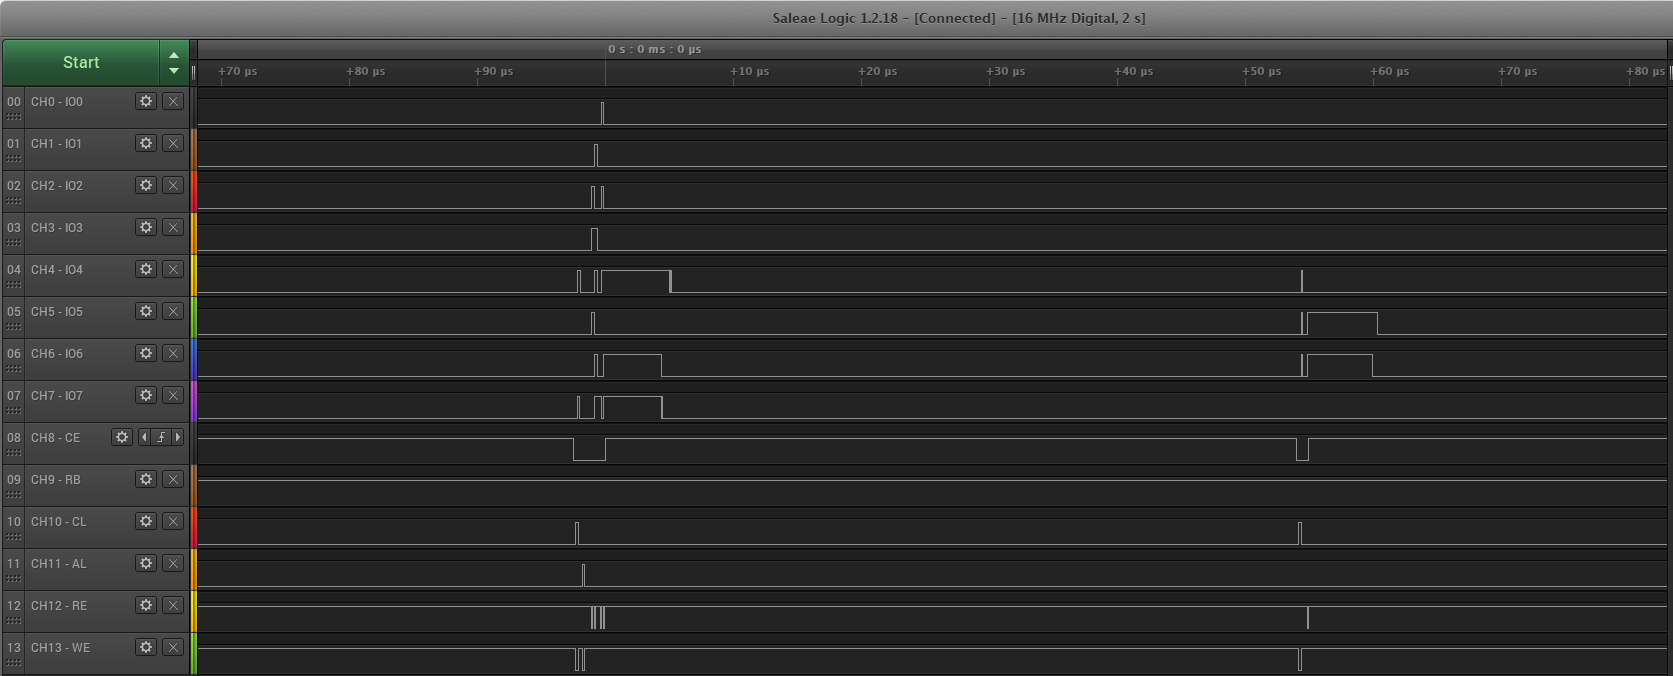 Saleae Logic 1.2.18 - [Connected] - [16 MHz Digital, 2 s]
Start
0 s : 0 ms : 0 µs
+70 µs +80 µs +90 µs +10 µs +20 µs +30 µs +40 µs +50 µs +60 µs +70 µs +80 µs
00 CH0 - IO0
01 CH1 - IO1
02 CH2 - IO2
03 CH3 - IO3
04 CH4 - IO4
05 CH5 - IO5
06 CH6 - IO6
07 CH7 - IO7
08 CH8 - CE
09 CH9 - RB
10 CH10 - CL
11 CH11 - AL
12 CH12 - RE
13 CH13 - WE